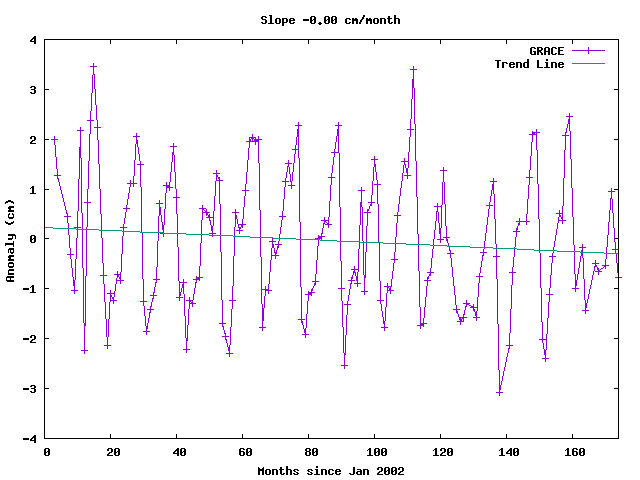 Slope -0.00 cm/month
GRACE
Trend Line
Anomaly (cm)
4
3
2
1
0
-1
-2
-3
-4
0 20 40 60 80 100 120 140 160
Months since Jan 2002